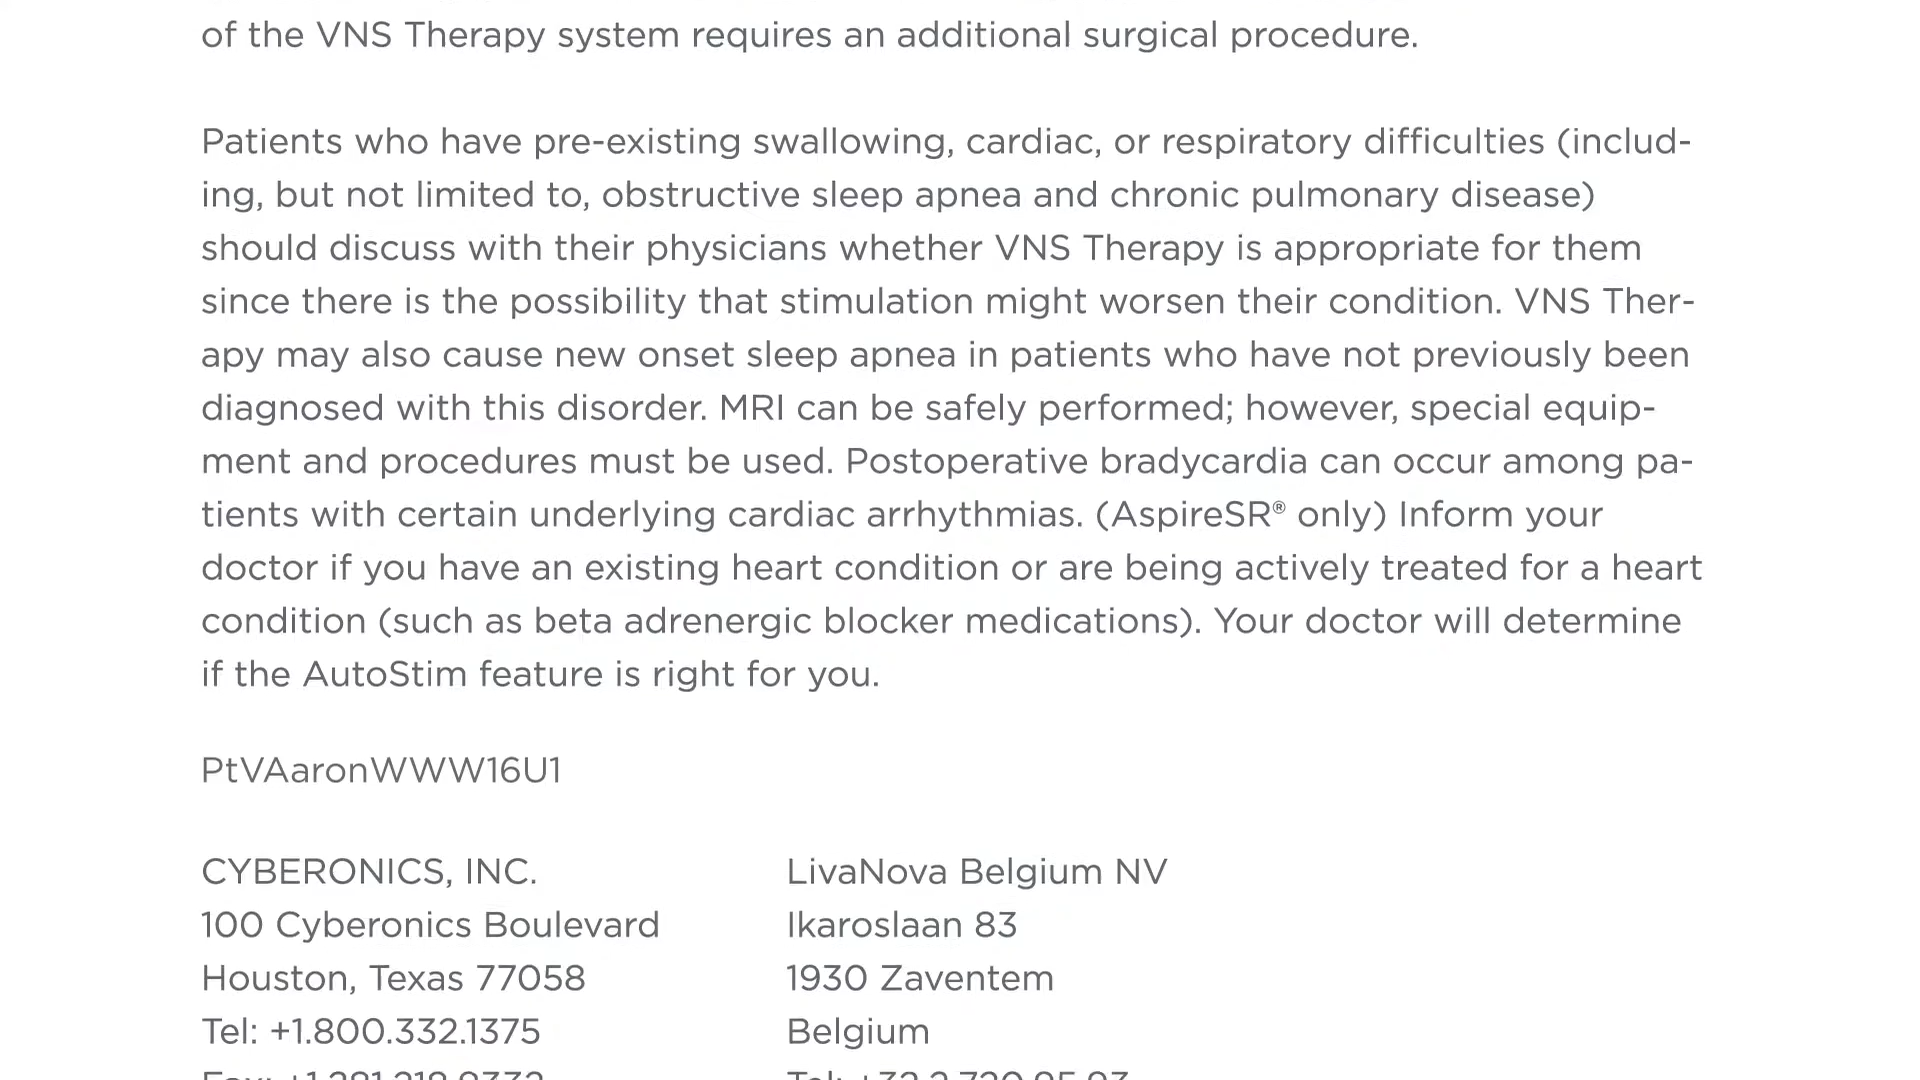 of the VNS Therapy system requires an additional surgical procedure.
Patients who have pre-existing swallowing, cardiac, or respiratory difficulties (includ-
ing, but not limited to, obstructive sleep apnea and chronic pulmonary disease)
should discuss with their physicians whether VNS Therapy is appropriate for them
since there is the possibility that stimulation might worsen their condition. VNS Ther-
apy may also cause new onset sleep apnea in patients who have not previously been
diagnosed with this disorder. MRI can be safely performed; however, special equip-
ment and procedures must be used. Postoperative bradycardia can occur among pa-
tients with certain underlying cardiac arrhythmias. (AspireSR® only) Inform your
doctor if you have an existing heart condition or are being actively treated for a heart
condition (such as beta adrenergic blocker medications). Your doctor will determine
if the AutoStim feature is right for you.
PtVAaronWWW16U1
CYBERONICS, INC.
100 Cyberonics Boulevard
Houston, Texas 77058
Tel: +1.800.332.1375
LivaNova Belgium NV
Ikaroslaan 83
1930 Zaventem
Belgium